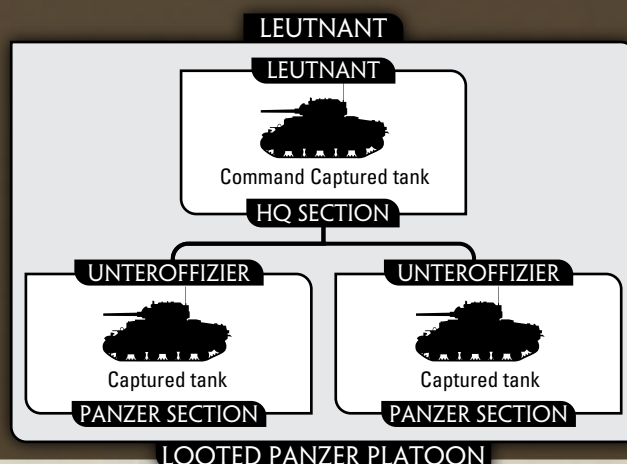 LEUTNANT
LEUTNANT
Command Captured tank
HQ SECTION
UNTEROFFIZIER UNTEROFFIZIER
Captured tank Captured tank
PANZER SECTION PANZER SECTION
LOOTED PANZER PLATOON